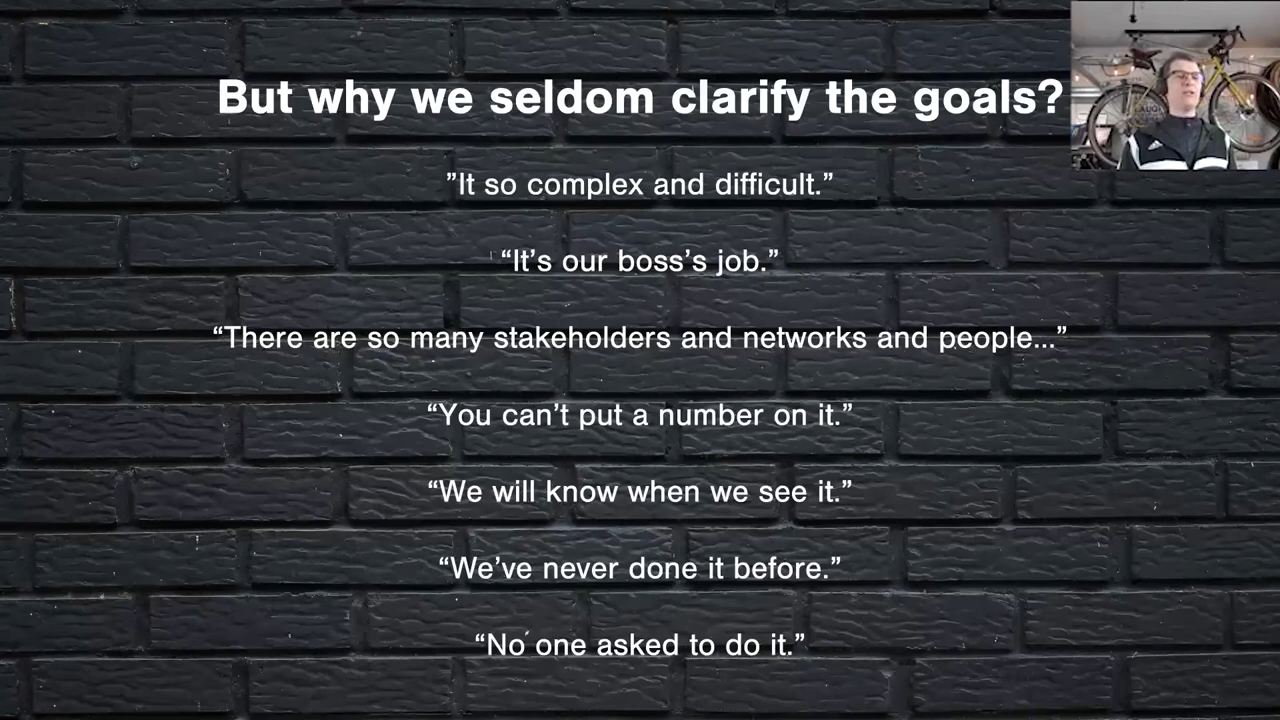 But why we seldom clarify the goals?
”It so complex and difficult.”
“It’s our boss’s job.”
“There are so many stakeholders and networks and people...”
“You can’t put a number on it.”
“We will know when we see it.”
“We’ve never done it before.”
“No one asked to do it.”